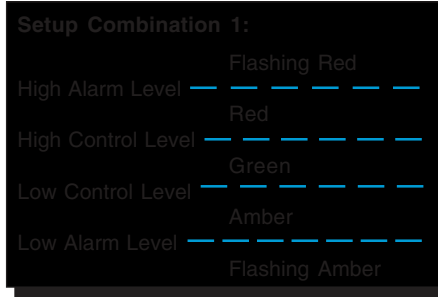 Setup Combination 1:
Flashing Red
High Alarm Level
Red
High Control Level
Green
Low Control Level
Amber
Low Alarm Level
Flashing Amber